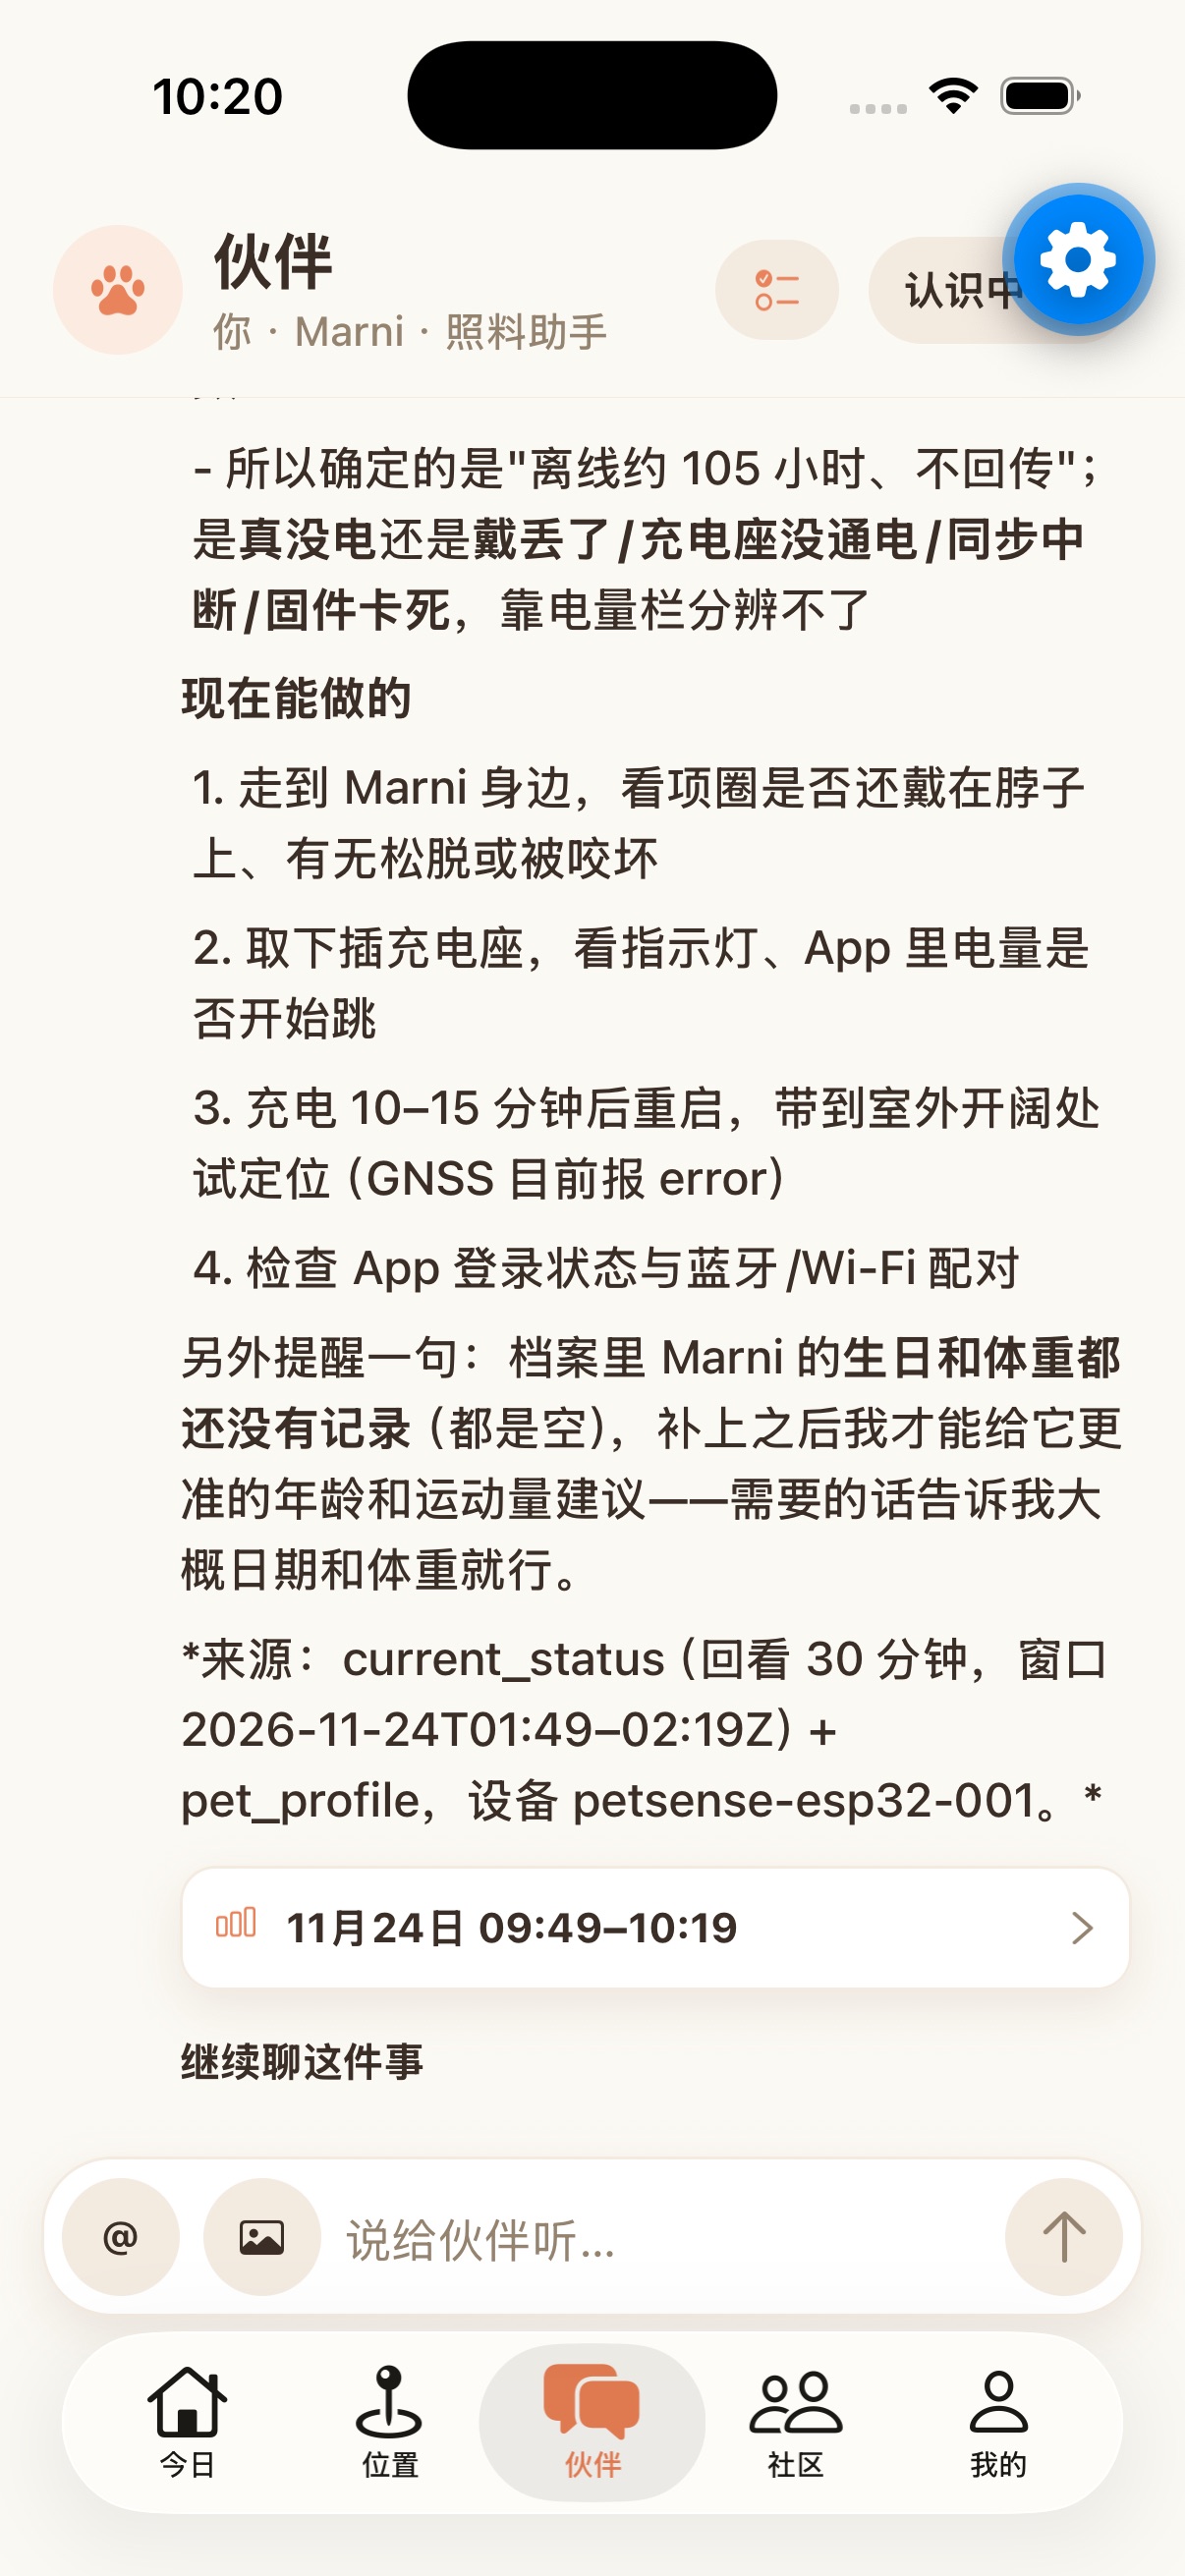 10:20
伙伴
你 · Marni · 照料助手
认识中
- 所以确定的是"离线约 105 小时、不回传"；
是真没电还是戴丢了/充电座没通电/同步中
断/固件卡死，靠电量栏分辨不了
现在能做的
1. 走到 Marni 身边，看项圈是否还戴在脖子
上、有无松脱或被咬坏
2. 取下插充电座，看指示灯、App 里电量是
否开始跳
3. 充电 10–15 分钟后重启，带到室外开阔处
试定位（GNSS 目前报 error）
4. 检查 App 登录状态与蓝牙/Wi-Fi 配对
另外提醒一句：档案里 Marni 的生日和体重都
还没有记录（都是空），补上之后我才能给它更
准的年龄和运动量建议——需要的话告诉我大
概日期和体重就行。
*来源：current_status（回看 30 分钟，窗口
2026-11-24T01:49–02:19Z）+
pet_profile，设备 petsense-esp32-001。*
11月24日 09:49–10:19
继续聊这件事
@
说给伙伴听...
今日
位置
伙伴
社区
我的